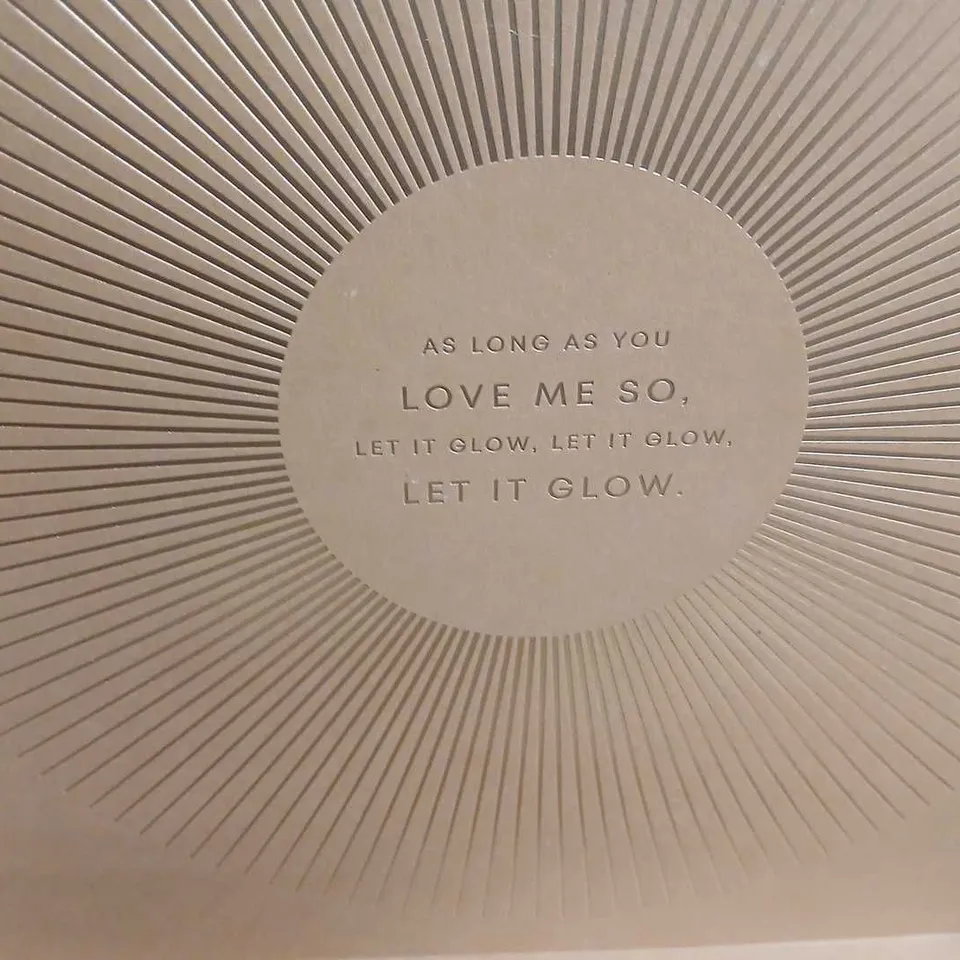 AS LONG AS YOU
LOVE ME SO,
LET IT GLOW, LET IT GLOW,
LET IT GLOW.